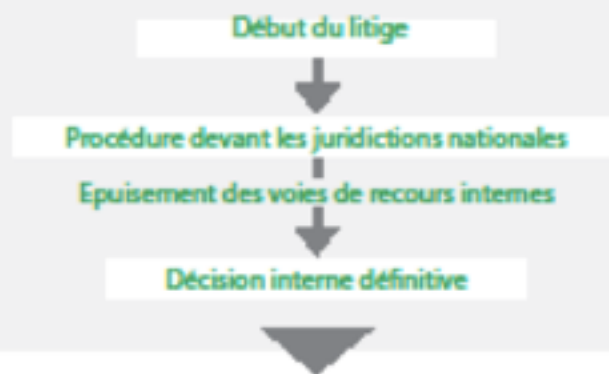 Début du litige
Procédure devant les juridictions nationales
Epuisement des voies de recours internes
Décision interne définitive